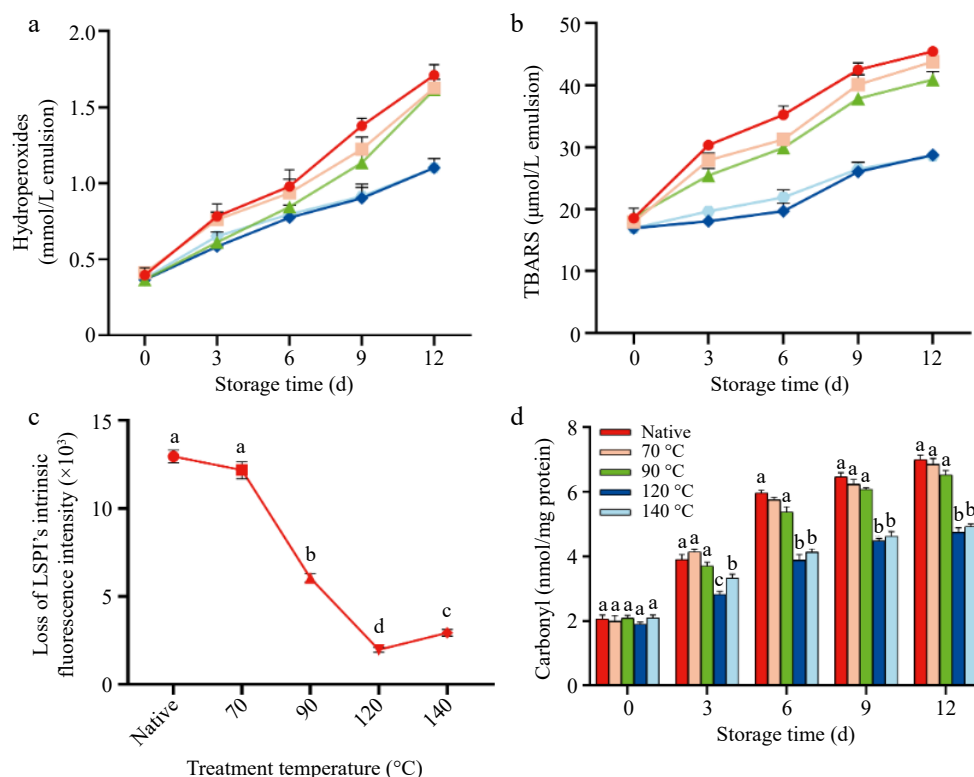 a
2.0
1.5
1.0
0.5
0
Hydroperoxides
(mmol/L emulsion)
0 3 6 9 12
Storage time (d)
b
50
40
30
20
10
0
TBARS (μmol/L emulsion)
0 3 6 9 12
Storage time (d)
c
15
10
5
0
Loss of LSPI's intrinsic
fluorescence intensity (×10³)
a a b d c
Native 70 90 120 140
Treatment temperature (°C)
d
8
6
4
2
0
Carbonyl (nmol/mg protein)
Native
70 °C
90 °C
120 °C
140 °C
a a a a a
a a a c b
a a a b b
a a a b b
a a a b b
0 3 6 9 12
Storage time (d)